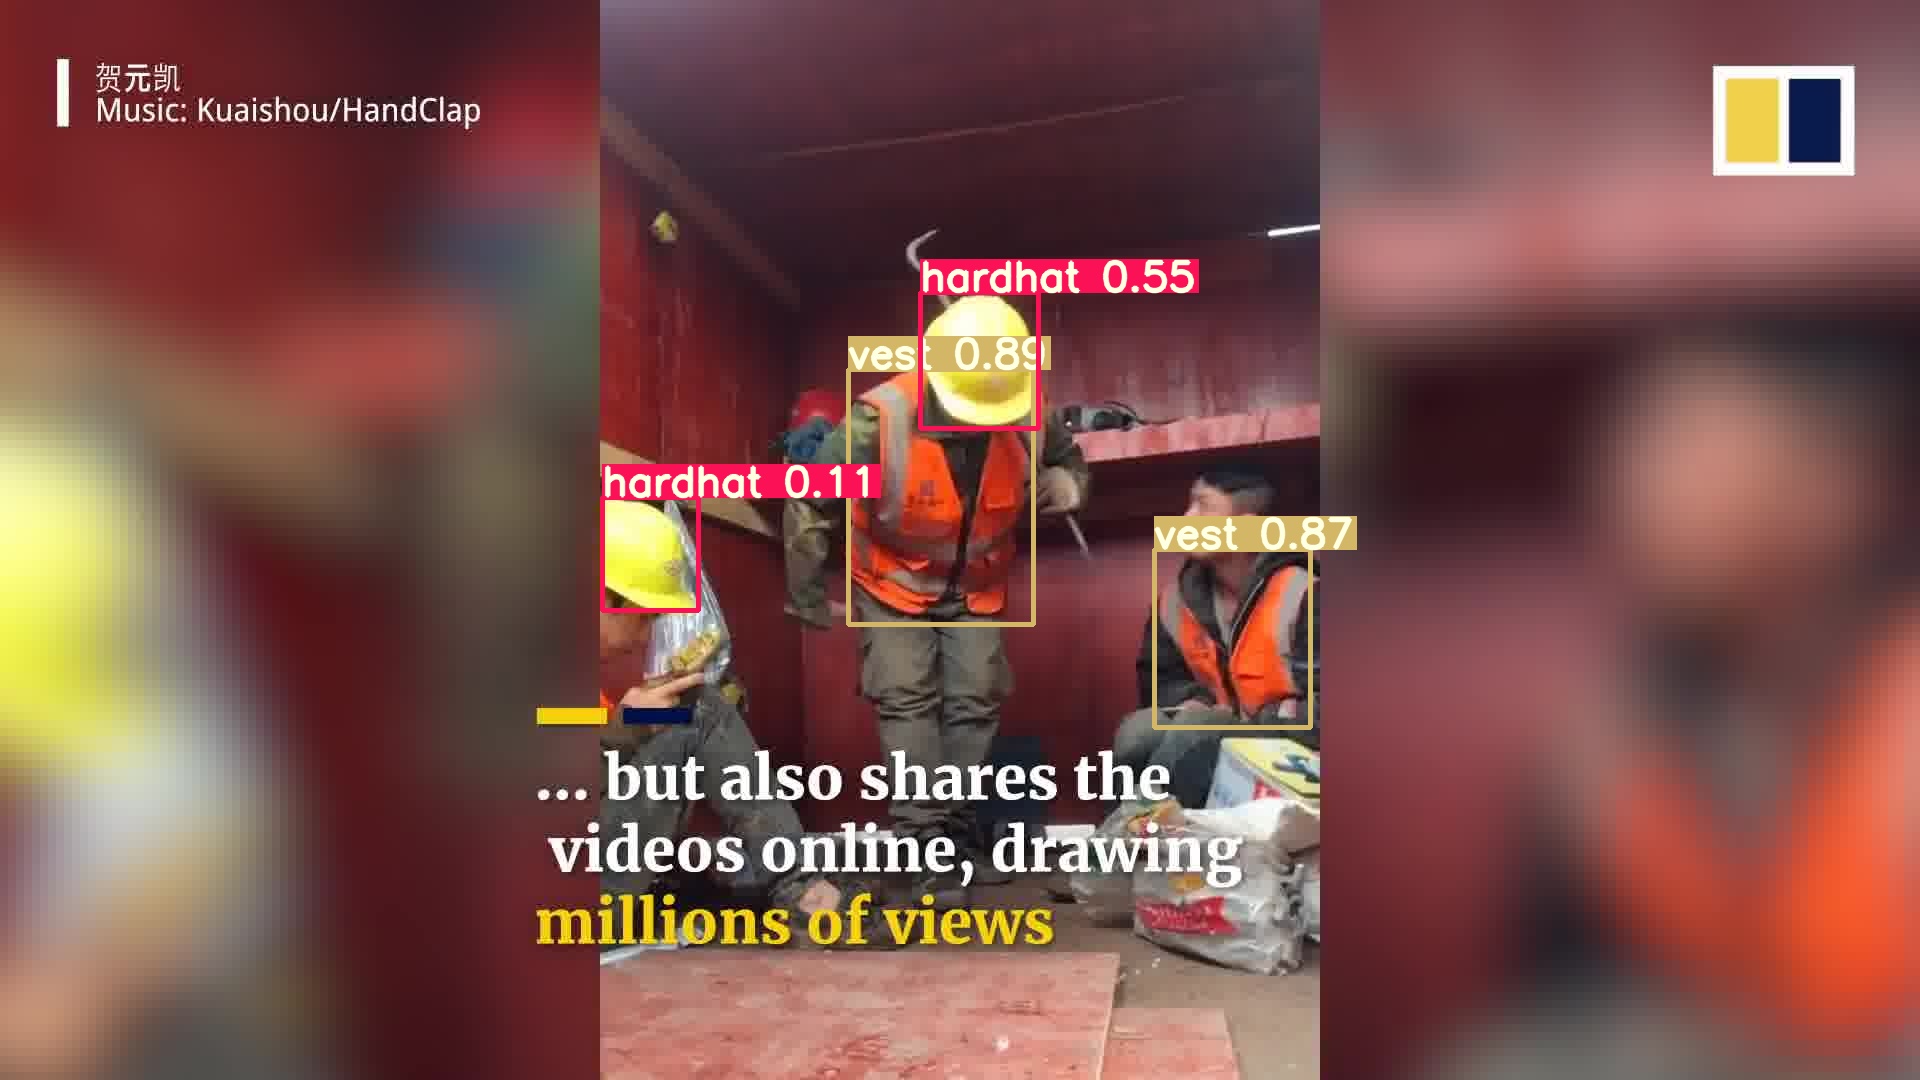 贺元凯
Music: Kuaishou/HandClap
hardhat 0.55
vest 0.89
hardhat 0.11
vest 0.87
... but also shares the
videos online, drawing
millions of views